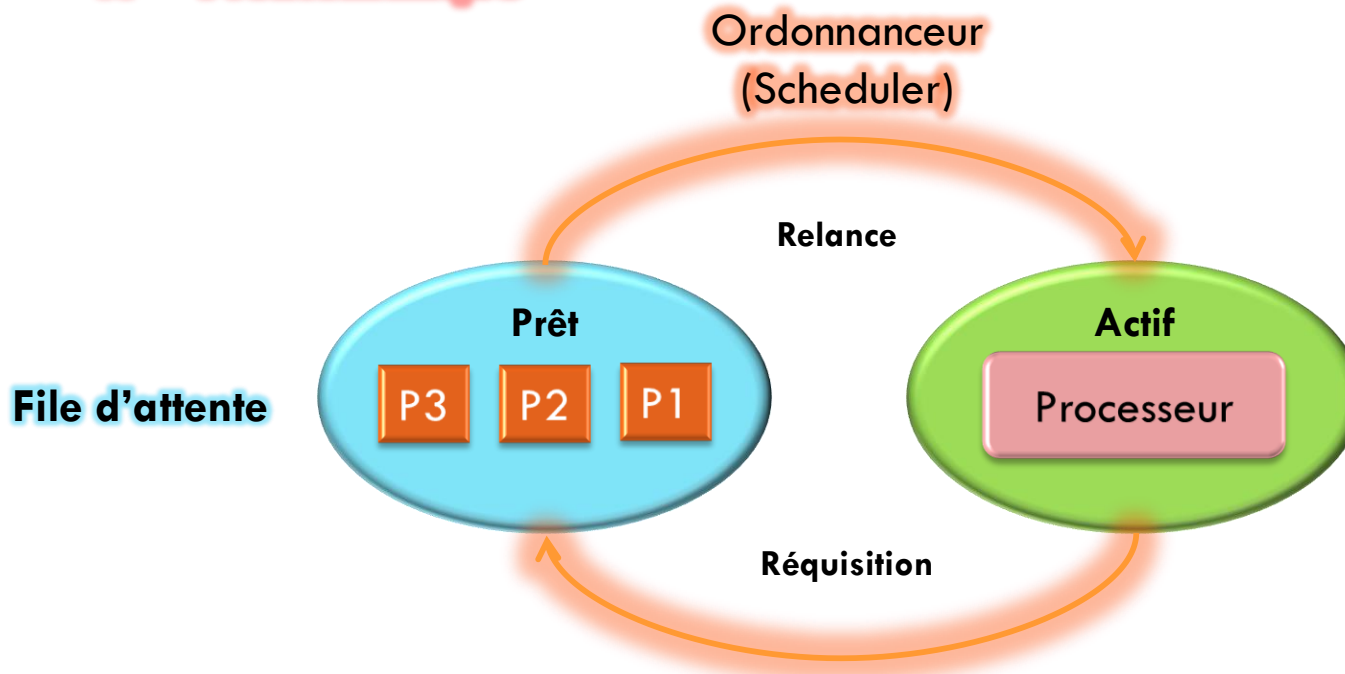 Ordonnanceur
(Scheduler)
Relance
Prêt
Actif
File d’attente
P3 P2 P1
Processeur
Réquisition